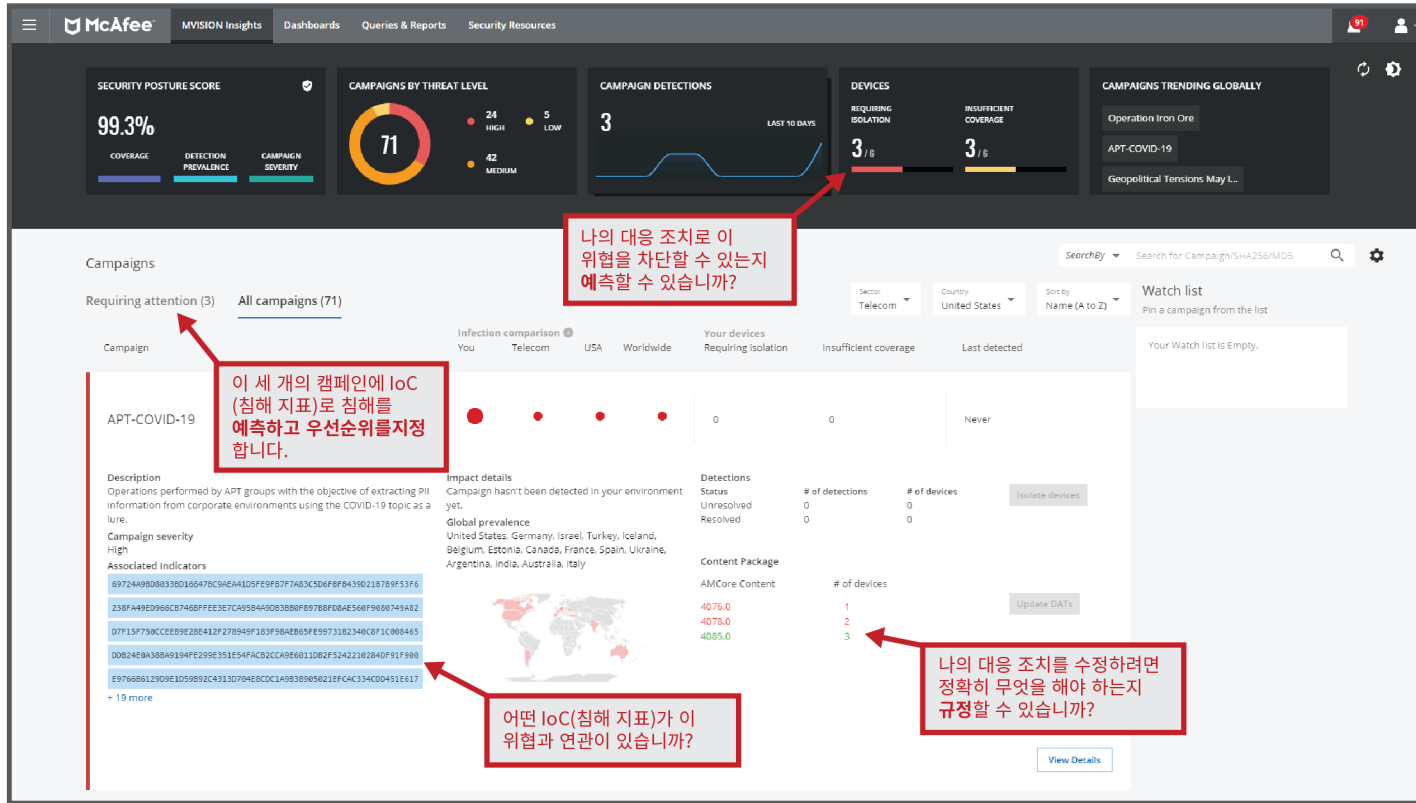 McAfee
MVISION Insights
Dashboards
Queries & Reports
Security Resources
91
SECURITY POSTURE SCORE
99.3%
COVERAGE
DETECTION
PREVALENCE
CAMPAIGN
SEVERITY
CAMPAIGNS BY THREAT LEVEL
71
24
HIGH
5
LOW
42
MEDIUM
CAMPAIGN DETECTIONS
3
LAST 10 DAYS
DEVICES
REQUIRING
ISOLATION
3/6
INSUFFICIENT
COVERAGE
3/6
CAMPAIGNS TRENDING GLOBALLY
Operation Iron Ore
APT-COVID-19
Geopolitical Tensions May I...
나의 대응 조치로 이
위협을 차단할 수 있는지
예측할 수 있습니까?
Campaigns
SearchBy
Search for Campaign/SHA256/MD5
Requiring attention (3)
All campaigns (71)
Sector
Telecom
Country
United States
Sort by
Name (A to Z)
Watch list
Pin a campaign from the list
Your Watch list is Empty.
Campaign
Infection comparison
You
Telecom
USA
Worldwide
Your devices
Requiring isolation
Insufficient coverage
Last detected
이 세 개의 캠페인에 IoC
(침해 지표)로 침해를
예측하고 우선순위를지정
합니다.
APT-COVID-19
0
0
Never
Description
Operations performed by APT groups with the objective of extracting PII
information from corporate environments using the COVID-19 topic as a
lure.
Campaign severity
High
Associated Indicators
69724A9BD8033BD16647BC9AEA41D5FE9FB7F7A83C5D6FBFB439D21B7B9F53F6
238FA49ED966CB746BFFEE3E7CA95B4A9DB3BB0F897BBFD8AE560F9080749A82
D7F15F750CCEEB9E28E412F278949F183F98AEB65FE99731B2340C8F1C008465
DDB24E0A38BA9194FE299E351E54FACB2CCA9E6011DB2F5242210284DF91F900
E9766B6129D9E1D59B92C4313D704E8CDC1A9B38905021EFCAC334CDD451E617
+ 19 more
Impact details
Campaign hasn't been detected in your environment
yet.
Global prevalence
United States, Germany, Israel, Turkey, Iceland,
Belgium, Estonia, Canada, France, Spain, Ukraine,
Argentina, India, Australia, Italy
Detections
Status
# of detections
# of devices
Unresolved
0
0
Resolved
0
0
Isolate devices
Content Package
AMCore Content
# of devices
4076.0
1
4078.0
2
4085.0
3
Update DATs
나의 대응 조치를 수정하려면
정확히 무엇을 해야 하는지
규정할 수 있습니까?
어떤 IoC(침해 지표)가 이
위협과 연관이 있습니까?
View Details